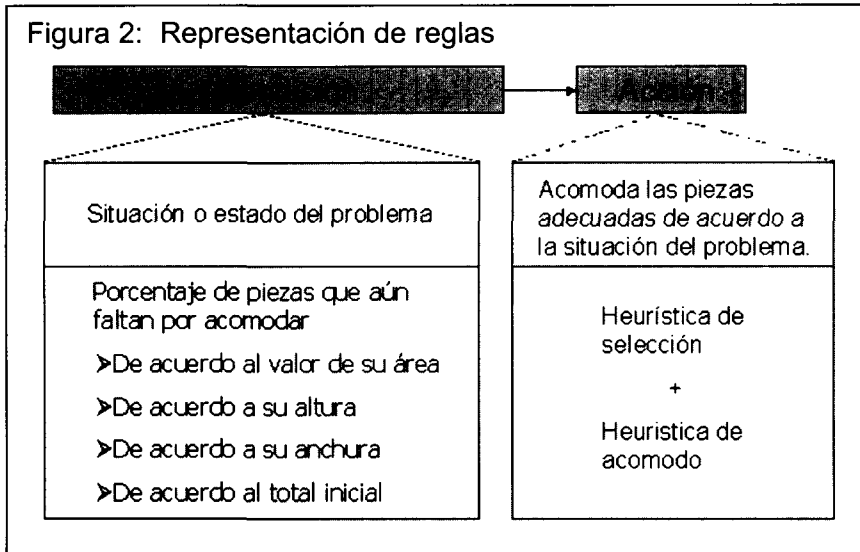 Figura 2: Representación de reglas
Acción
Situación o estado del problema
Porcentaje de piezas que aún
faltan por acomodar
➤De acuerdo al valor de su área
➤De acuerdo a su altura
➤De acuerdo a su anchura
➤De acuerdo al total inicial
Acomoda las piezas
adecuadas de acuerdo a
la situación del problema.
Heurística de
selección
+
Heuristica de
acomodo